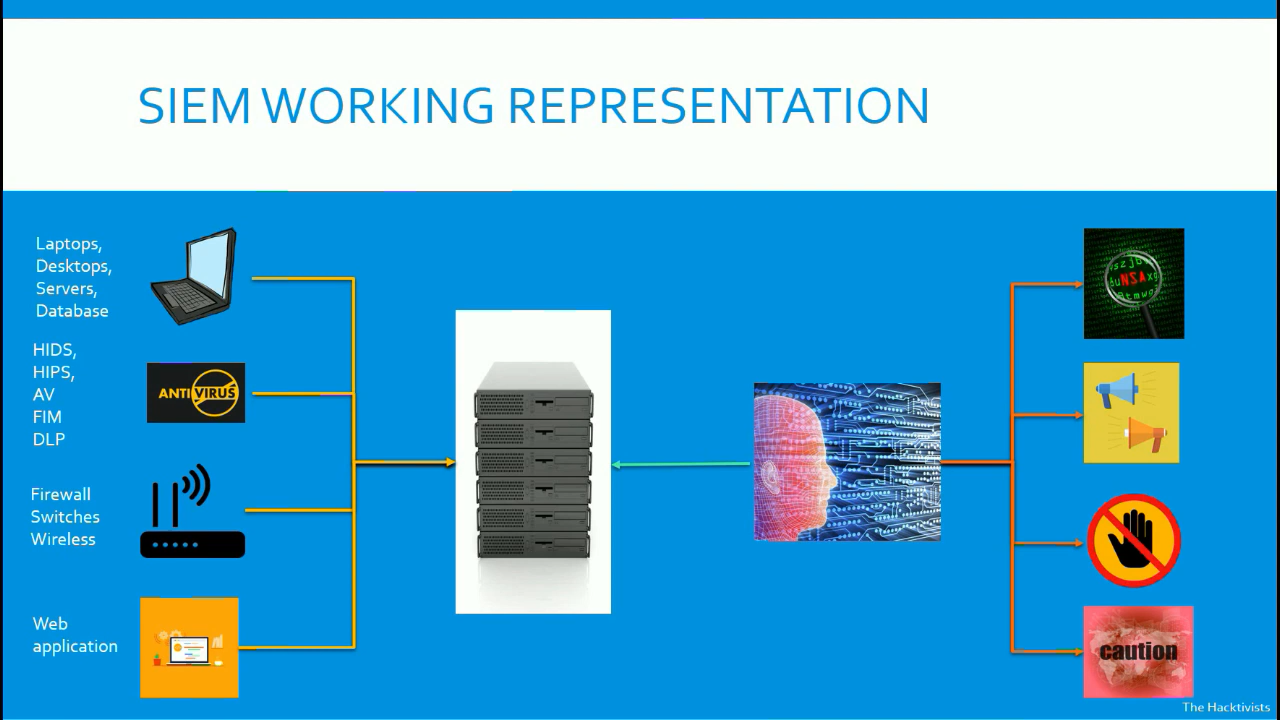 SIEM WORKING REPRESENTATION
Laptops,
Desktops,
Servers,
Database
HIDS,
HIPS,
AV
FIM
DLP
ANTIVIRUS
Firewall
Switches
Wireless
Web
application
NSA
caution
The Hacktivists